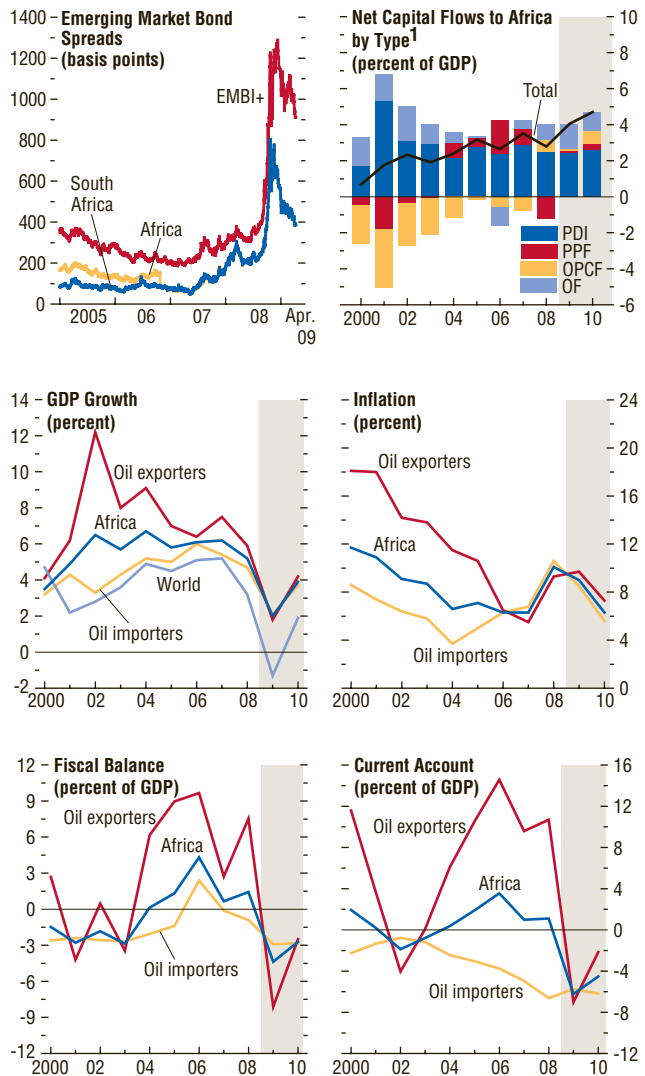 Emerging Market Bond
Spreads
(basis points)
1400
1200
1000
800
600
400
200
0
EMBI+
South
Africa
Africa
2005
06
07
08
Apr.
09
Net Capital Flows to Africa
by Type1
(percent of GDP)
10
8
6
4
2
0
-2
-4
-6
Total
PDI
PPF
OPCF
OF
2000
02
04
06
08
10
GDP Growth
(percent)
14
12
10
8
6
4
2
0
-2
Oil exporters
Africa
World
Oil importers
2000
02
04
06
08
10
Inflation
(percent)
24
20
16
12
8
4
0
Oil exporters
Africa
Oil importers
2000
02
04
06
08
10
Fiscal Balance
(percent of GDP)
12
9
6
3
0
-3
-6
-9
-12
Oil exporters
Africa
Oil importers
2000
02
04
06
08
10
Current Account
(percent of GDP)
16
12
8
4
0
-4
-8
-12
Oil exporters
Africa
Oil importers
2000
02
04
06
08
10